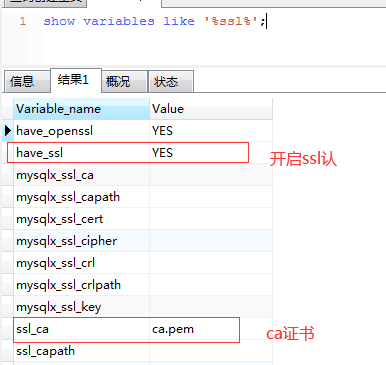 1 show variables like '%ssl%';
信息 结果1 概况 状态
Variable_name Value
have_openssl YES
have_ssl YES
开启ssl认
mysqlx_ssl_ca
mysqlx_ssl_capath
mysqlx_ssl_cert
mysqlx_ssl_cipher
mysqlx_ssl_crl
mysqlx_ssl_crlpath
mysqlx_ssl_key
ssl_ca ca.pem
ca证书
ssl_capath